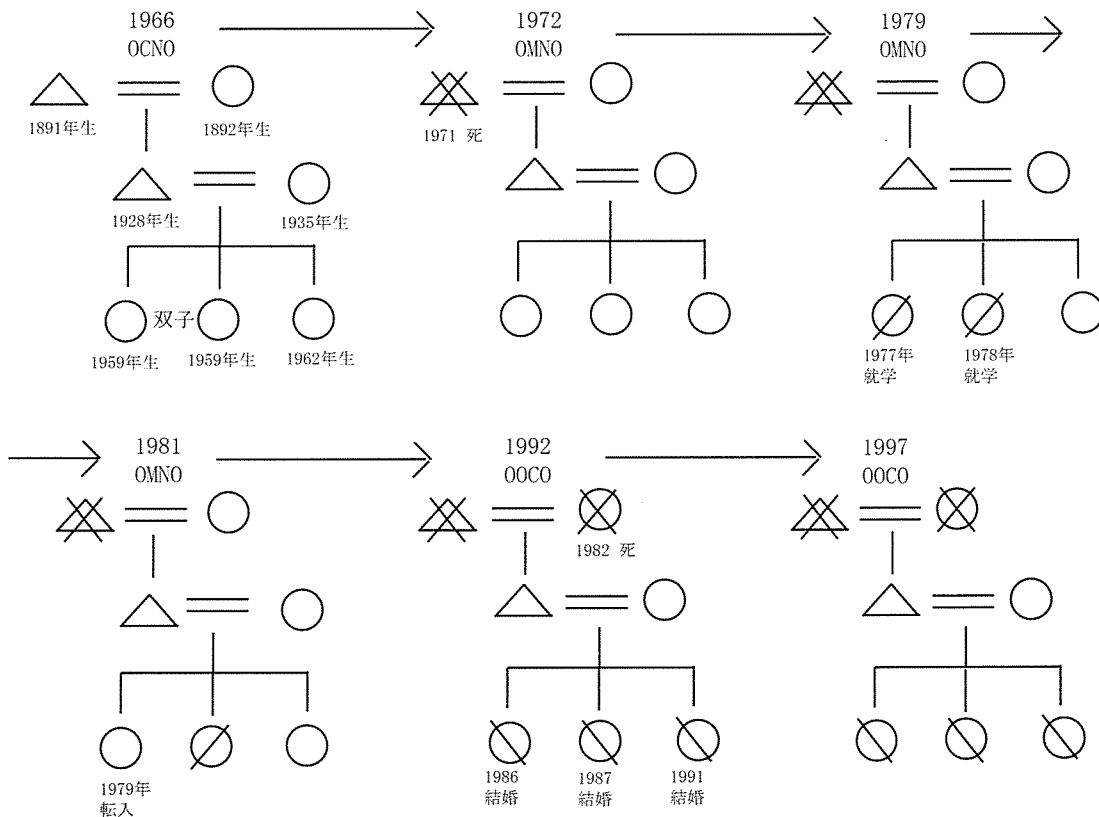 1966
OCNO
1972
OMNO
1979
OMNO
1891年生
1892年生
1971 死
1928年生
1935年生
双子
1959年生
1959年生
1962年生
1977年
就学
1978年
就学
1981
OMNO
1992
OOCO
1997
OOCO
1982 死
1979年
転入
1986
結婚
1987
結婚
1991
結婚